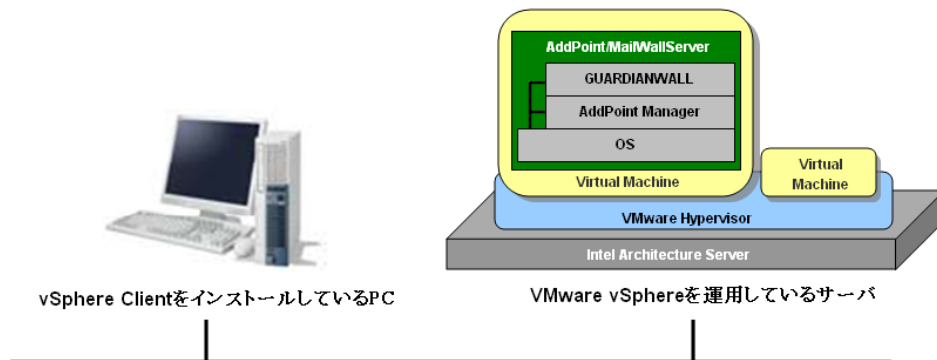 AddPoint/MailWallServer
GUARDIANWALL
AddPoint Manager
OS
Virtual Machine
Virtual
Machine
VMware Hypervisor
Intel Architecture Server
vSphere ClientをインストールしているPC
VMware vSphereを運用しているサーバ